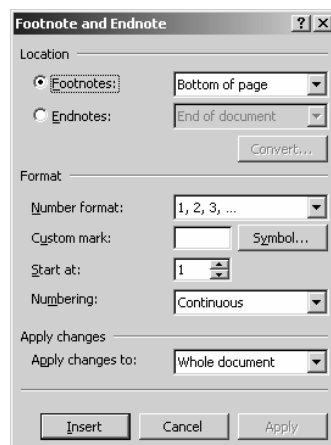 Footnote and Endnote ? X
Location
Footnotes: Bottom of page
Endnotes: End of document
Convert...
Format
Number format: 1, 2, 3, ...
Custom mark: Symbol...
Start at: 1
Numbering: Continuous
Apply changes
Apply changes to: Whole document
Insert Cancel Apply